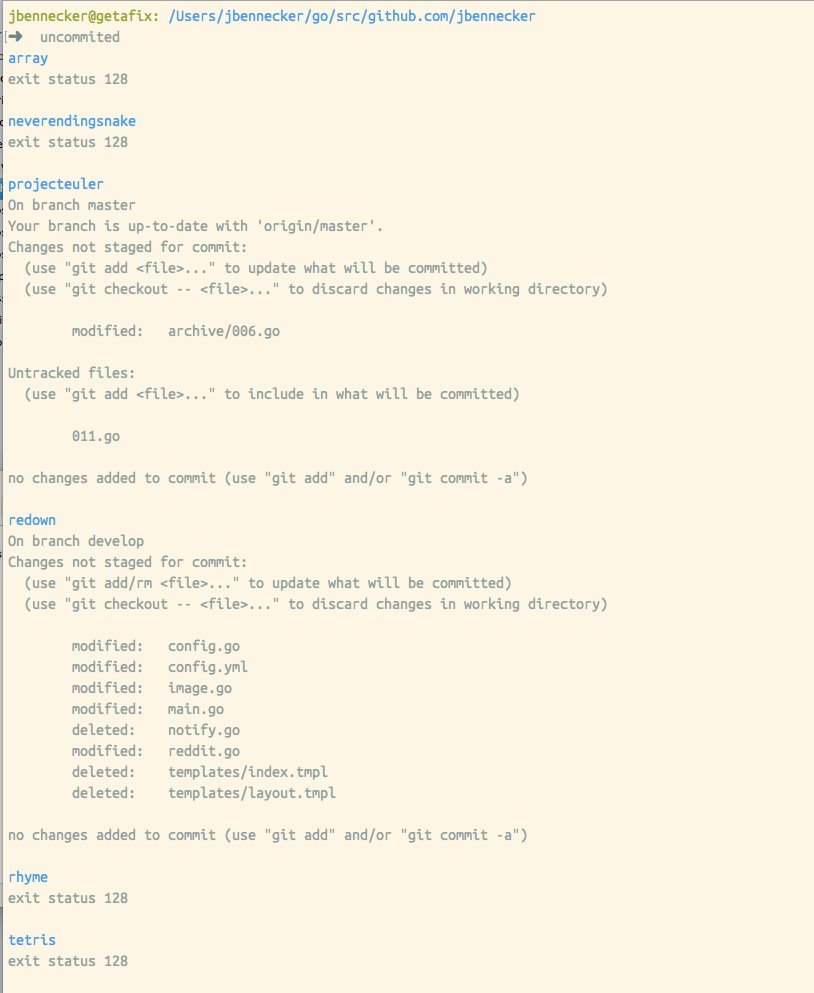 jbennecker@getafix: /Users/jbennecker/go/src/github.com/jbennecker
➜  uncommited
array
exit status 128

neverendingsnake
exit status 128

projecteuler
On branch master
Your branch is up-to-date with 'origin/master'.
Changes not staged for commit:
  (use "git add <file>..." to update what will be committed)
  (use "git checkout -- <file>..." to discard changes in working directory)

        modified:   archive/006.go

Untracked files:
  (use "git add <file>..." to include in what will be committed)

        011.go

no changes added to commit (use "git add" and/or "git commit -a")

redown
On branch develop
Changes not staged for commit:
  (use "git add/rm <file>..." to update what will be committed)
  (use "git checkout -- <file>..." to discard changes in working directory)

        modified:   config.go
        modified:   config.yml
        modified:   image.go
        modified:   main.go
        deleted:    notify.go
        modified:   reddit.go
        deleted:    templates/index.tmpl
        deleted:    templates/layout.tmpl

no changes added to commit (use "git add" and/or "git commit -a")

rhyme
exit status 128

tetris
exit status 128